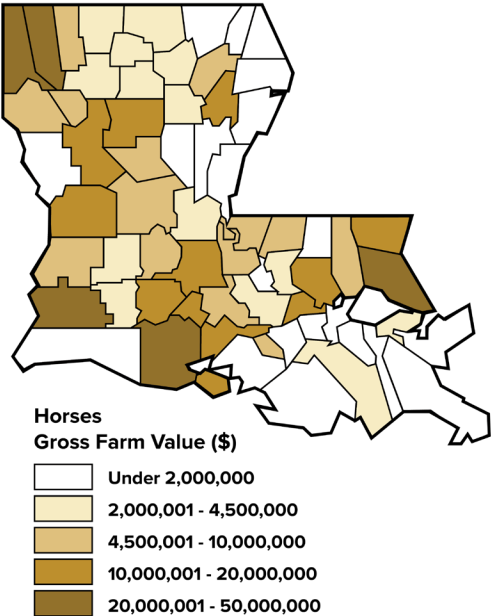 Horses
Gross Farm Value ($)
Under 2,000,000
2,000,001 - 4,500,000
4,500,001 - 10,000,000
10,000,001 - 20,000,000
20,000,001 - 50,000,000